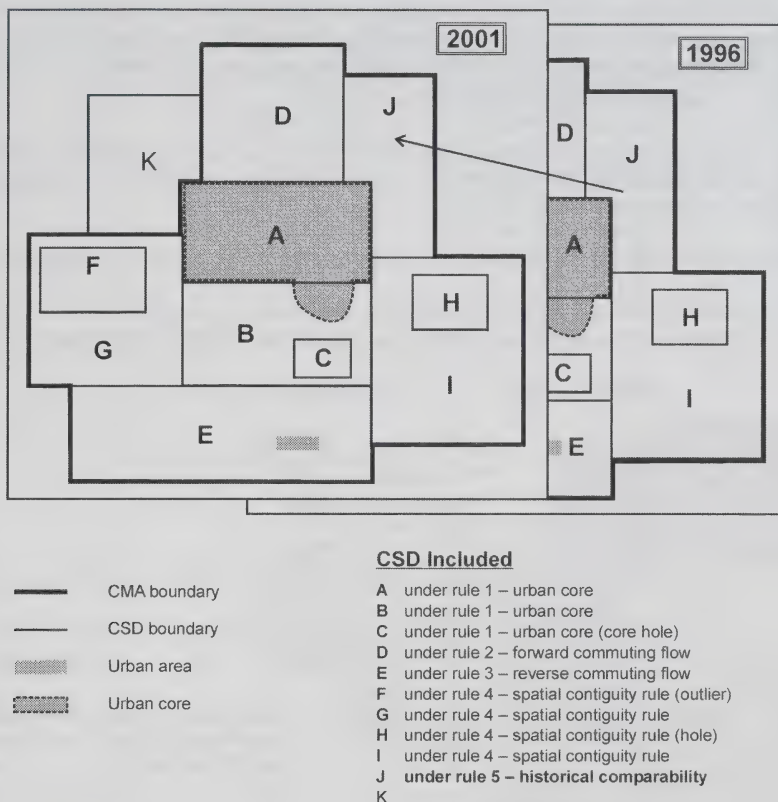 2001
1996
D
J
K
A
F
H
B
G
C
I
E
D
J
A
H
C
I
E
CSD Included
CMA boundary
CSD boundary
Urban area
Urban core
A under rule 1 – urban core
B under rule 1 – urban core
C under rule 1 – urban core (core hole)
D under rule 2 – forward commuting flow
E under rule 3 – reverse commuting flow
F under rule 4 – spatial contiguity rule (outlier)
G under rule 4 – spatial contiguity rule
H under rule 4 – spatial contiguity rule (hole)
I under rule 4 – spatial contiguity rule
J under rule 5 – historical comparability
K